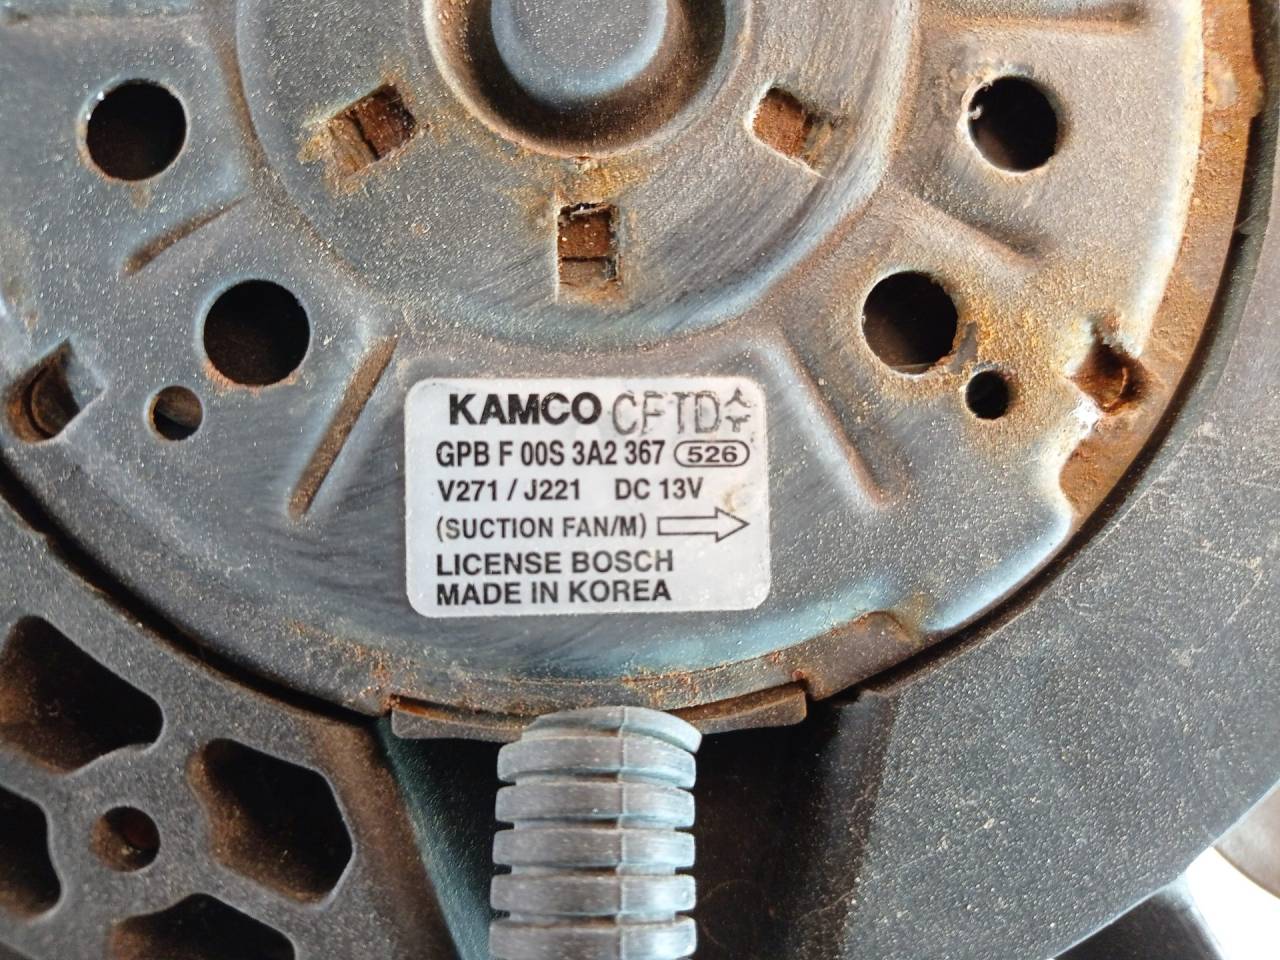 KAMCO CFTD
GPB F 00S 3A2 367 526
V271 / J221 DC 13V
(SUCTION FAN/M)
LICENSE BOSCH
MADE IN KOREA